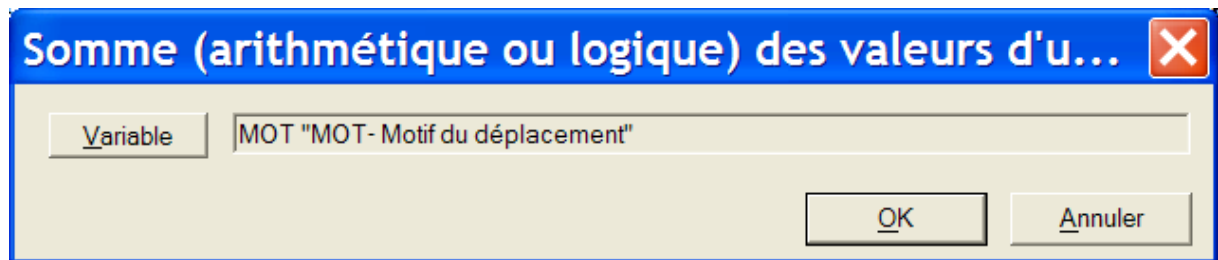 Somme (arithmétique ou logique) des valeurs d'u...
Variable MOT "MOT- Motif du déplacement"
OK Annuler